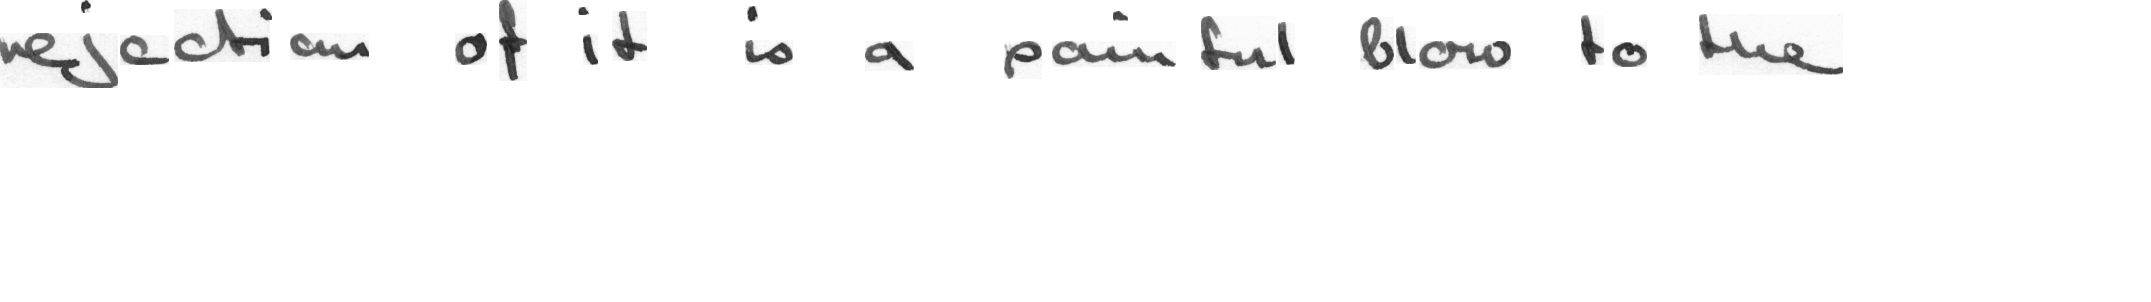 rejection of it is a painful blow to the